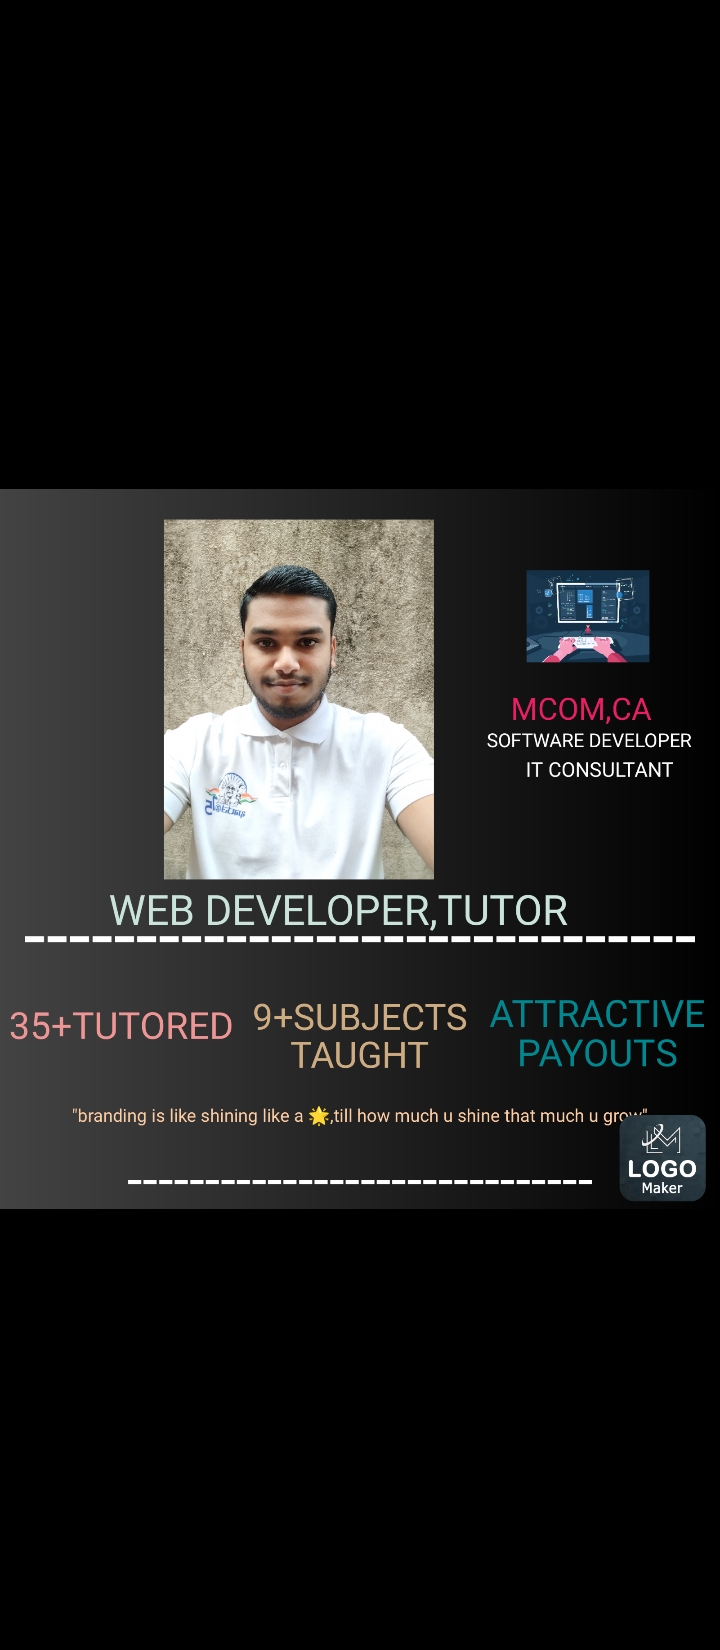 MCOM,CA
SOFTWARE DEVELOPER
IT CONSULTANT
WEB DEVELOPER,TUTOR
35+TUTORED
9+SUBJECTS
TAUGHT
ATTRACTIVE
PAYOUTS
"branding is like shining like a 🌟,till how much u shine that much u grow"
LM
LOGO
Maker